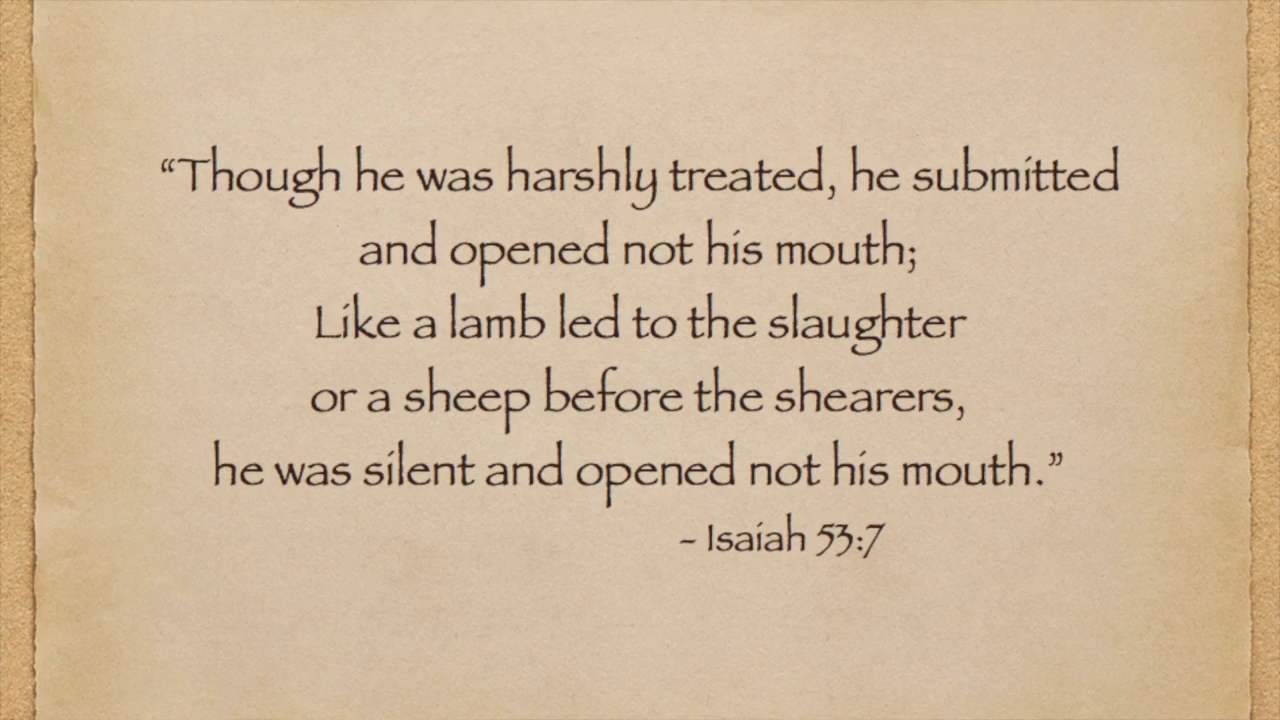 “Though he was harshly treated, he submitted
and opened not his mouth;
Like a lamb led to the slaughter
or a sheep before the shearers,
he was silent and opened not his mouth.”
– Isaiah 53:7